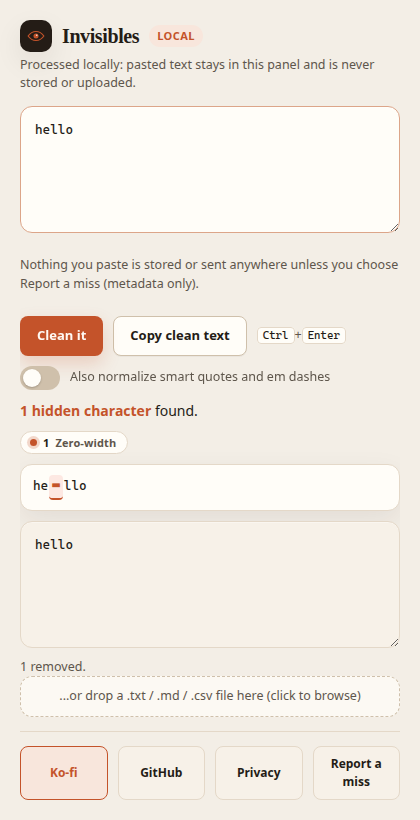 Invisibles LOCAL
Processed locally: pasted text stays in this panel and is never
stored or uploaded.
hello
Nothing you paste is stored or sent anywhere unless you choose
Report a miss (metadata only).
Clean it Copy clean text Ctrl+Enter
Also normalize smart quotes and em dashes
1 hidden character found.
1 Zero-width
hello
hello
1 removed.
...or drop a .txt / .md / .csv file here (click to browse)
Ko-fi GitHub Privacy Report a
miss